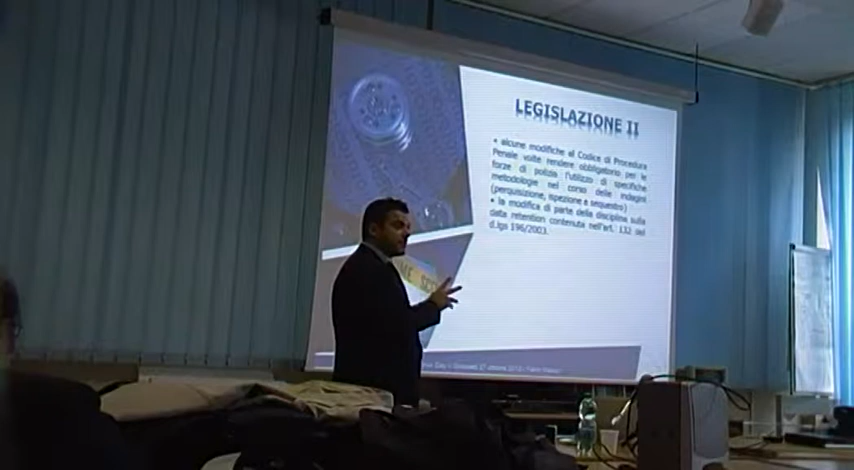 LEGISLAZIONE II
• alcune modifiche al Codice di Procedura
Penale volte rendere obbligatorio per le
forze di polizia l'utilizzo di specifiche
metodologie nel corso delle indagini
(perquisizione, ispezione e sequestro)
• la modifica di parte della disciplina sulla
data retention contenuta nell'art. 132 del
d.lgs 196/2003.